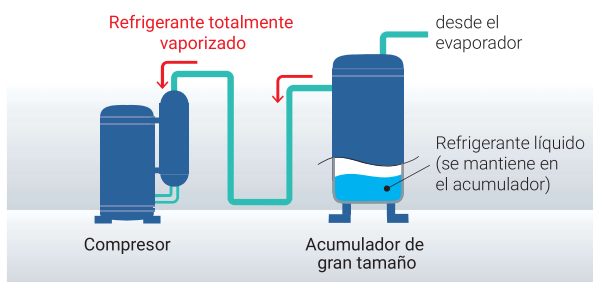 Refrigerante totalmente
vaporizado
desde el
evaporador
Refrigerante líquido
(se mantiene en
el acumulador)
Compresor
Acumulador de
gran tamaño